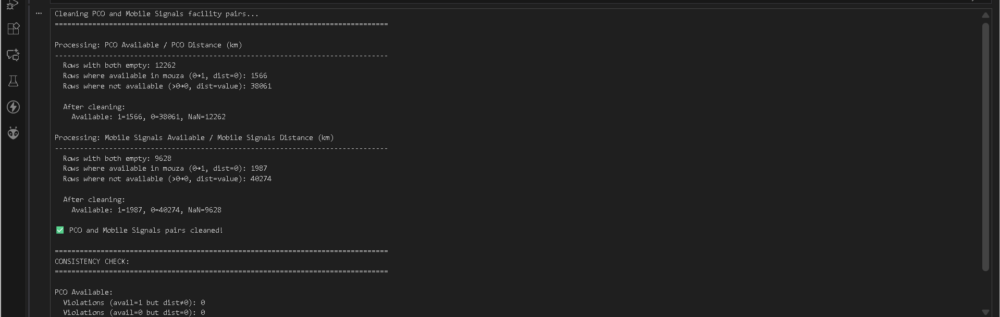 Cleaning PCO and Mobile Signals facility pairs...
================================================================================
Processing: PCO Available / PCO Distance (km)
--------------------------------------------------------------------------------
Rows with both empty: 12262
Rows where available in mouza (0→1, dist=0): 1566
Rows where not available (>0→0, dist=value): 38061
After cleaning:
Available: 1=1566, 0=38061, NaN=12262
Processing: Mobile Signals Available / Mobile Signals Distance (km)
--------------------------------------------------------------------------------
Rows with both empty: 9628
Rows where available in mouza (0→1, dist=0): 1987
Rows where not available (>0→0, dist=value): 40274
After cleaning:
Available: 1=1987, 0=40274, NaN=9628
✅ PCO and Mobile Signals pairs cleaned!
================================================================================
CONSISTENCY CHECK:
================================================================================
PCO Available:
Violations (avail=1 but dist≠0): 0
Violations (avail=0 but dist=0): 0